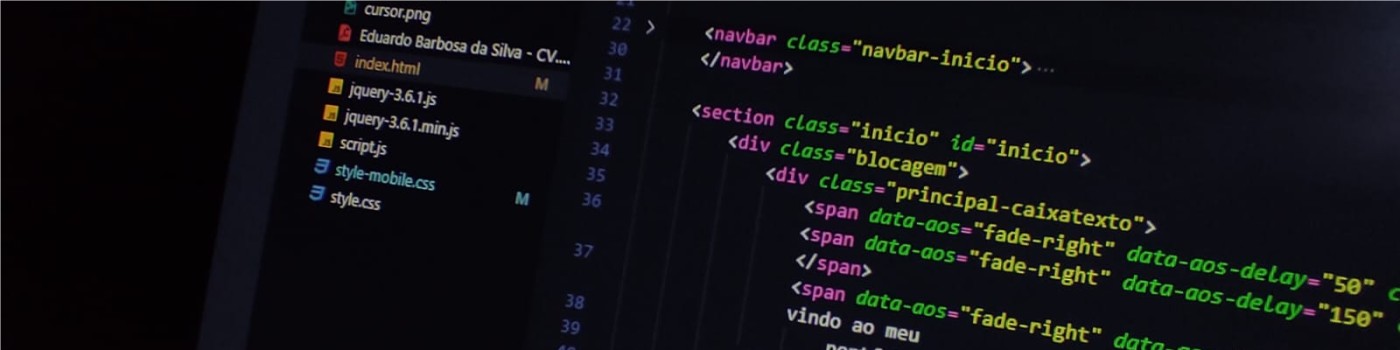 cursor.png
Eduardo Barbosa da Silva - CV....
index.html M
jquery-3.6.1.js
jquery-3.6.1.min.js
script.js
style-mobile.css M
style.css
22 > <navbar class="navbar-inicio">...
30 </navbar>
31
32 <section class="inicio" id="inicio">
33 <div class="blocagem">
34 <div class="principal-caixatexto">
35 <span data-aos="fade-right" data-aos-delay="50"
36 <span data-aos="fade-right" data-aos-delay="150"
</span>
37 <span data-aos="fade-right"
vindo ao meu
38
39